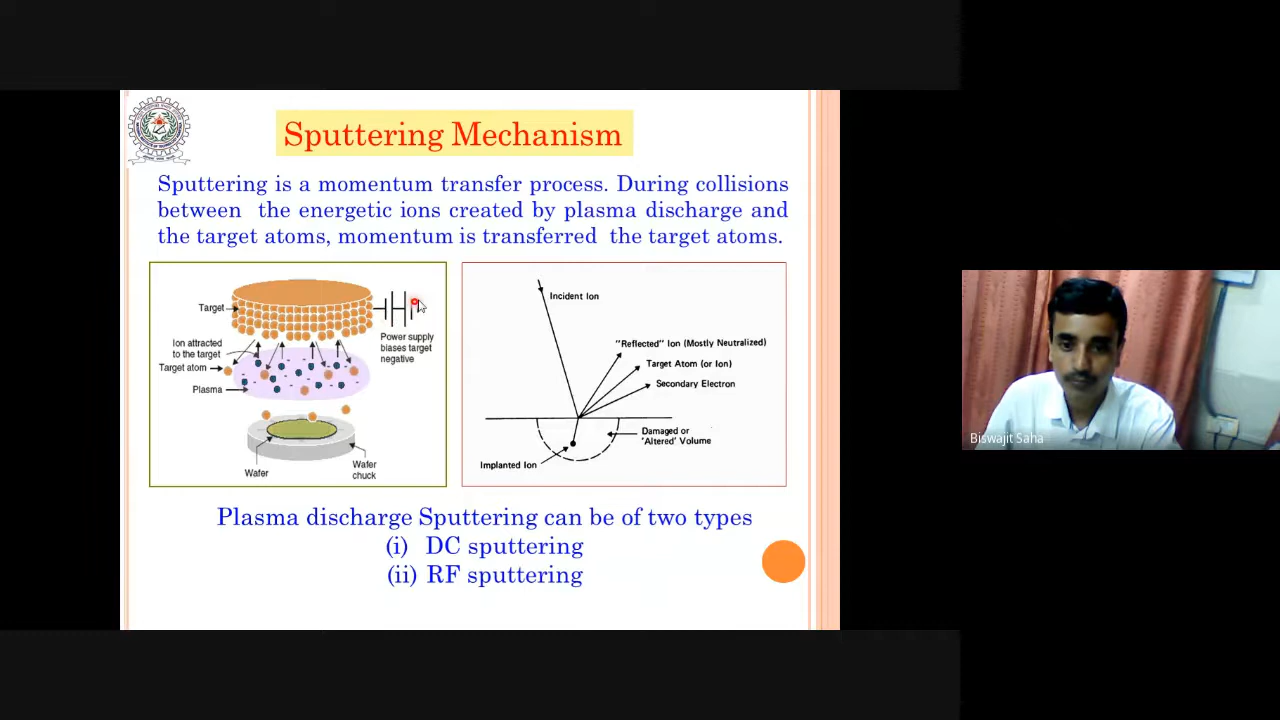 Sputtering Mechanism
Sputtering is a momentum transfer process. During collisions
between the energetic ions created by plasma discharge and
the target atoms, momentum is transferred the target atoms.
Target
Ion attracted
to the target
Target atom
Plasma
Power supply
biases target
negative
Wafer
Wafer
chuck
Incident Ion
"Reflected" Ion (Mostly Neutralized)
Target Atom (or Ion)
Secondary Electron
Damaged or
'Altered' Volume
Implanted Ion
Plasma discharge Sputtering can be of two types
(i) DC sputtering
(ii) RF sputtering
Biswajit Saha